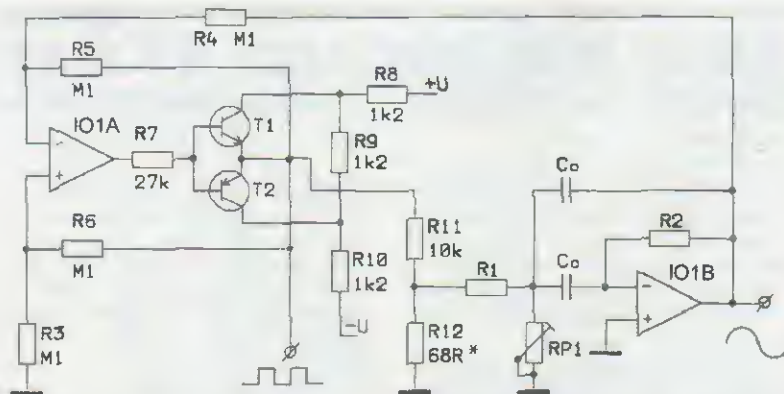 R4 M1
R5
M1
R8
+U
1k2
IO1A
R7
T1
R9
1k2
-
+
27k
T2
Co
R6
M1
R11
10k
R2
R10
1k2
R1
Co
IO1B
-
+
-U
R3
M1
R12
68R*
RP1